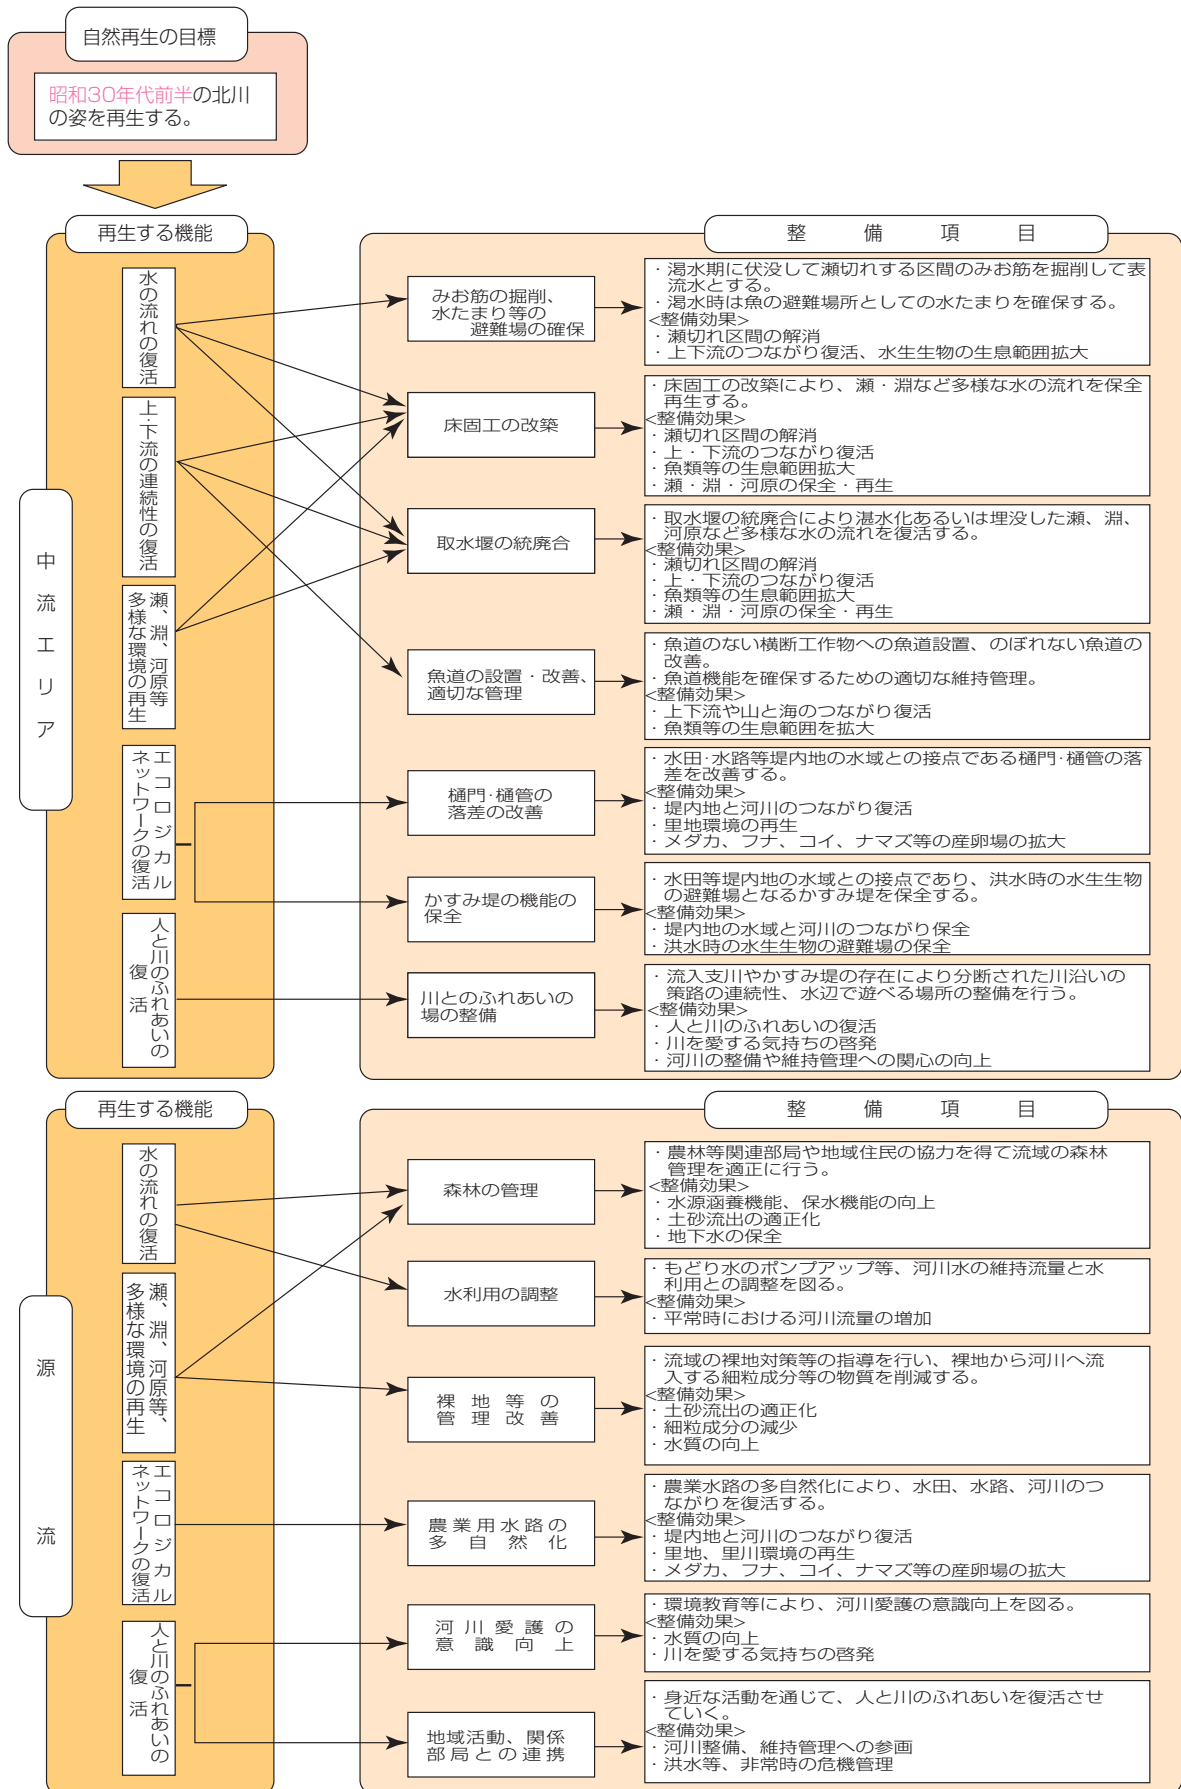 自然再生の目標
昭和30年代前半の北川
の姿を再生する。
再生する機能
整備項目
中流エリア
水の流れの復活
上・下流の連続性の復活
瀬、淵、河原等
多様な環境の再生
エコロジカル
ネットワークの復活
人と川のふれあいの
復活
みお筋の掘削、
水たまり等の
避難場の確保
・渇水期に伏没して瀬切れする区間のみお筋を掘削して表
流水とする。
・渇水時は魚の避難場所としての水たまりを確保する。
<整備効果>
・瀬切れ区間の解消
・上下流のつながり復活、水生生物の生息範囲拡大
床固工の改築
・床固工の改築により、瀬・淵など多様な水の流れを保全
再生する。
<整備効果>
・瀬切れ区間の解消
・上・下流のつながり復活
・魚類等の生息範囲拡大
・瀬・淵・河原の保全・再生
取水堰の統廃合
・取水堰の統廃合により湛水化あるいは埋没した瀬、淵、
河原など多様な水の流れを復活する。
<整備効果>
・瀬切れ区間の解消
・上・下流のつながり復活
・魚類等の生息範囲拡大
・瀬・淵・河原の保全・再生
魚道の設置・改善、
適切な管理
・魚道のない横断工作物への魚道設置、のぼれない魚道の
改善。
・魚道機能を確保するための適切な維持管理。
<整備効果>
・上下流や山と海のつながり復活
・魚類等の生息範囲を拡大
樋門・樋管の
落差の改善
・水田・水路等堤内地の水域との接点である樋門・樋管の落
差を改善する。
<整備効果>
・堤内地と河川のつながり復活
・里地環境の再生
・メダカ、フナ、コイ、ナマズ等の産卵場の拡大
かすみ堤の機能の
保全
・水田等堤内地の水域との接点であり、洪水時の水生生物
の避難場となるかすみ堤を保全する。
<整備効果>
・堤内地の水域と河川のつながり保全
・洪水時の水生生物の避難場の保全
川とのふれあいの
場の整備
・流入支川やかすみ堤の存在により分断された川沿いの
策路の連続性、水辺で遊べる場所の整備を行う。
<整備効果>
・人と川のふれあいの復活
・川を愛する気持ちの啓発
・河川の整備や維持管理への関心の向上
再生する機能
整備項目
源流
水の流れの復活
瀬、淵、河原等、
多様な環境の再生
エコロジカル
ネットワークの復活
人と川のふれあいの
復活
森林の管理
・農林等関連部局や地域住民の協力を得て流域の森林
管理を適正に行う。
<整備効果>
・水源涵養機能、保水機能の向上
・土砂流出の適正化
・地下水の保全
水利用の調整
・もどり水のポンプアップ等、河川水の維持流量と水
利用との調整を図る。
<整備効果>
・平常時における河川流量の増加
裸地等の
管理改善
・流域の裸地対策等の指導を行い、裸地から河川へ流
入する細粒成分等の物質を削減する。
<整備効果>
・土砂流出の適正化
・細粒成分の減少
・水質の向上
農業用水路の
多自然化
・農業水路の多自然化により、水田、水路、河川のつ
ながりを復活する。
<整備効果>
・堤内地と河川のつながり復活
・里地、里川環境の再生
・メダカ、フナ、コイ、ナマズ等の産卵場の拡大
河川愛護の
意識向上
・環境教育等により、河川愛護の意識向上を図る。
<整備効果>
・水質の向上
・川を愛する気持ちの啓発
地域活動、関係
部局との連携
・身近な活動を通じて、人と川のふれあいを復活させ
ていく。
<整備効果>
・河川整備、維持管理への参画
・洪水等、非常時の危機管理